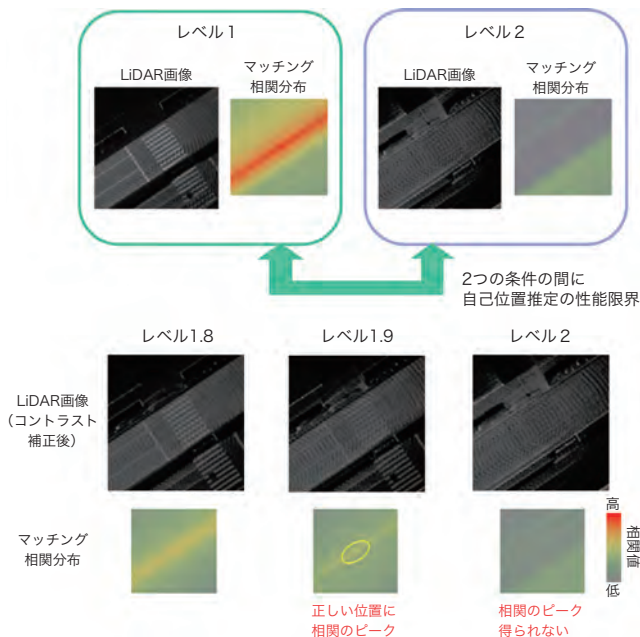 レベル1
レベル2
LiDAR画像
マッチング
相関分布
LiDAR画像
マッチング
相関分布
2つの条件の間に
自己位置推定の性能限界
レベル1.8
レベル1.9
レベル2
LiDAR画像
(コントラスト
補正後)
マッチング
相関分布
高
相関値
低
正しい位置に
相関のピーク
相関のピーク
得られない